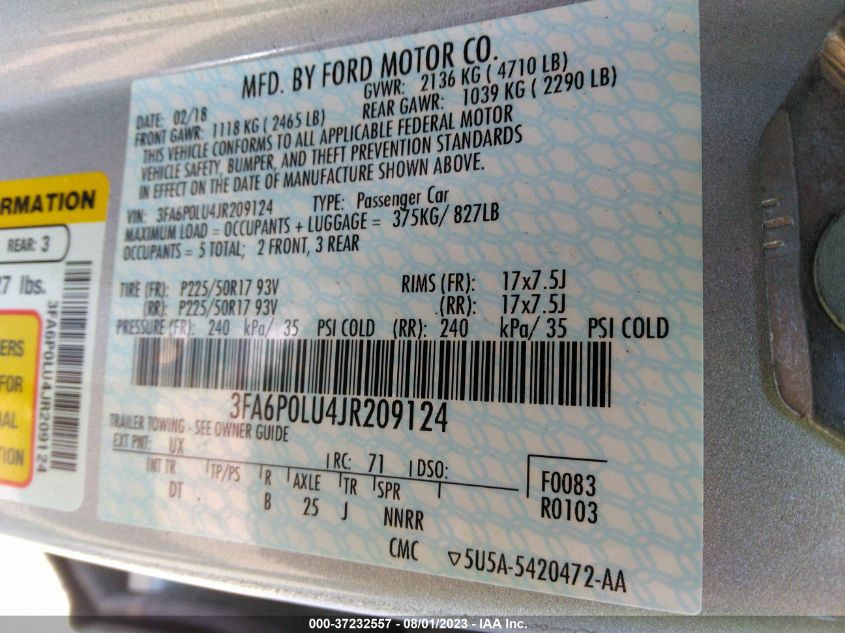 MFD. BY FORD MOTOR CO.
DATE: 02/18
GVWR: 2136 KG ( 4710 LB)
FRONT GAWR: 1118 KG ( 2465 LB)
REAR GAWR: 1039 KG ( 2290 LB)
THIS VEHICLE CONFORMS TO ALL APPLICABLE FEDERAL MOTOR
VEHICLE SAFETY, BUMPER, AND THEFT PREVENTION STANDARDS
IN EFFECT ON THE DATE OF MANUFACTURE SHOWN ABOVE.
VIN: 3FA6P0LU4JR209124 TYPE: Passenger Car
MAXIMUM LOAD = OCCUPANTS + LUGGAGE = 375KG/ 827LB
OCCUPANTS = 5 TOTAL; 2 FRONT, 3 REAR
TIRE (FR): P225/50R17 93V RIMS (FR): 17x7.5J
(RR): P225/50R17 93V (RR): 17x7.5J
PRESSURE (FR): 240 kPa/ 35 PSI COLD (RR): 240 kPa/ 35 PSI COLD
3FA6P0LU4JR209124
TRAILER TOWING - SEE OWNER GUIDE
EXT PNT: UX RC: 71 DSO:
INT TR TP/PS R AXLE TR SPR
DT B 25 J NNRR
F0083
R0103
CMC
▽5U5A-5420472-AA
RMATION
REAR: 3
27 lbs.
3FA6P0LU4JR209124
ERS
FOR
AL
TION
000-37232557 - 08/01/2023 - IAA Inc.